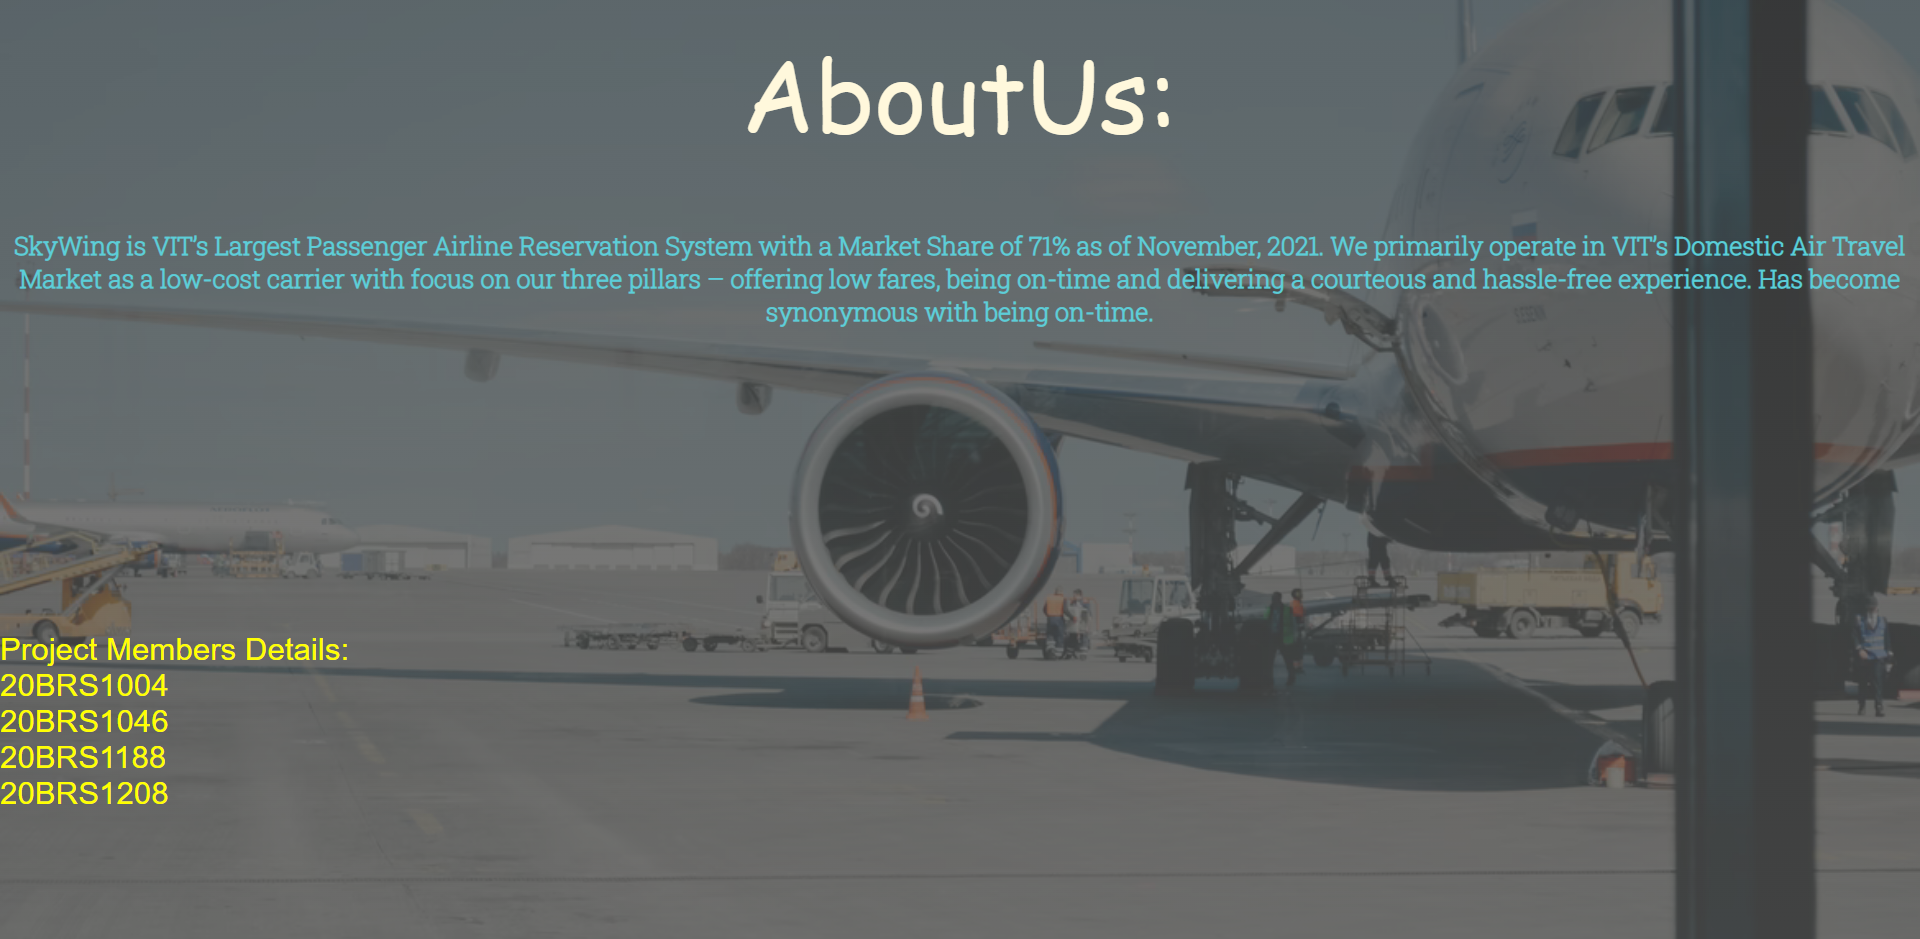 AboutUs:
SkyWing is VIT’s Largest Passenger Airline Reservation System with a Market Share of 71% as of November, 2021. We primarily operate in VIT’s Domestic Air Travel
Market as a low-cost carrier with focus on our three pillars – offering low fares, being on-time and delivering a courteous and hassle-free experience. Has become
synonymous with being on-time.
Project Members Details:
20BRS1004
20BRS1046
20BRS1188
20BRS1208